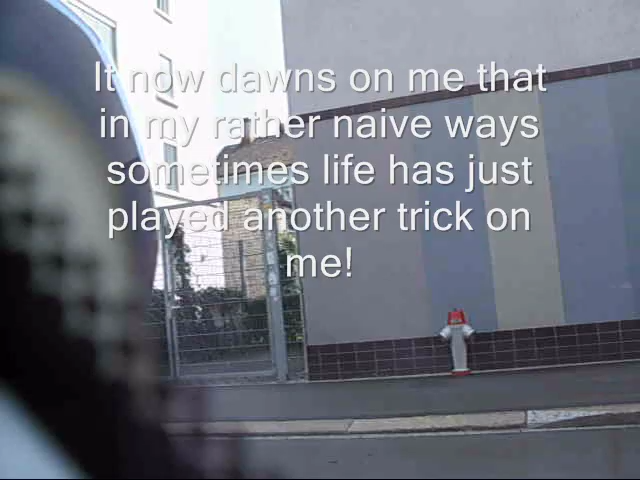 It now dawns on me that
in my rather naive ways
sometimes life has just
played another trick on
me!